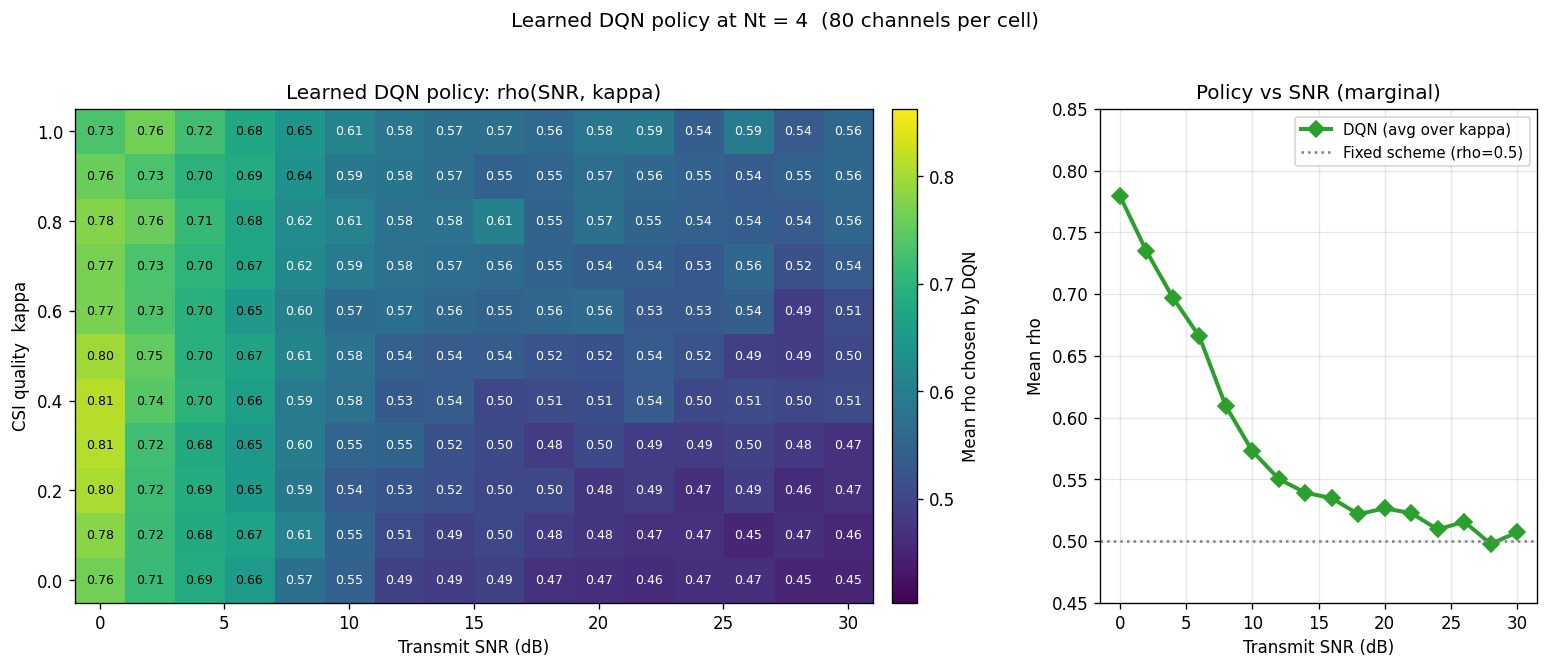 Learned DQN policy at Nt = 4  (80 channels per cell)
Learned DQN policy: rho(SNR, kappa)
CSI quality  kappa
1.0 0.73 0.76 0.72 0.68 0.65 0.61 0.58 0.57 0.57 0.56 0.58 0.59 0.54 0.59 0.54 0.56
0.76 0.73 0.70 0.69 0.64 0.59 0.58 0.57 0.55 0.55 0.57 0.56 0.55 0.54 0.55 0.56
0.8 0.78 0.76 0.71 0.68 0.62 0.61 0.58 0.58 0.61 0.55 0.57 0.55 0.54 0.54 0.54 0.56
0.77 0.73 0.70 0.67 0.62 0.59 0.58 0.57 0.56 0.55 0.54 0.54 0.53 0.56 0.52 0.54
0.6 0.77 0.73 0.70 0.65 0.60 0.57 0.57 0.56 0.55 0.56 0.56 0.53 0.53 0.54 0.49 0.51
0.80 0.75 0.70 0.67 0.61 0.58 0.54 0.54 0.54 0.52 0.52 0.54 0.52 0.49 0.49 0.50
0.4 0.81 0.74 0.70 0.66 0.59 0.58 0.53 0.54 0.50 0.51 0.51 0.54 0.50 0.51 0.50 0.51
0.81 0.72 0.68 0.65 0.60 0.55 0.55 0.52 0.50 0.48 0.50 0.49 0.49 0.50 0.48 0.47
0.2 0.80 0.72 0.69 0.65 0.59 0.54 0.53 0.52 0.50 0.50 0.48 0.49 0.47 0.49 0.46 0.47
0.78 0.72 0.68 0.67 0.61 0.55 0.51 0.49 0.50 0.48 0.48 0.47 0.47 0.45 0.47 0.46
0.0 0.76 0.71 0.69 0.66 0.57 0.55 0.49 0.49 0.49 0.47 0.47 0.46 0.47 0.47 0.45 0.45
0 5 10 15 20 25 30
Transmit SNR (dB)
0.8
0.7
0.6
0.5
Mean rho chosen by DQN
Policy vs SNR (marginal)
DQN (avg over kappa)
Fixed scheme (rho=0.5)
Mean rho
0.85
0.80
0.75
0.70
0.65
0.60
0.55
0.50
0.45
0 5 10 15 20 25 30
Transmit SNR (dB)